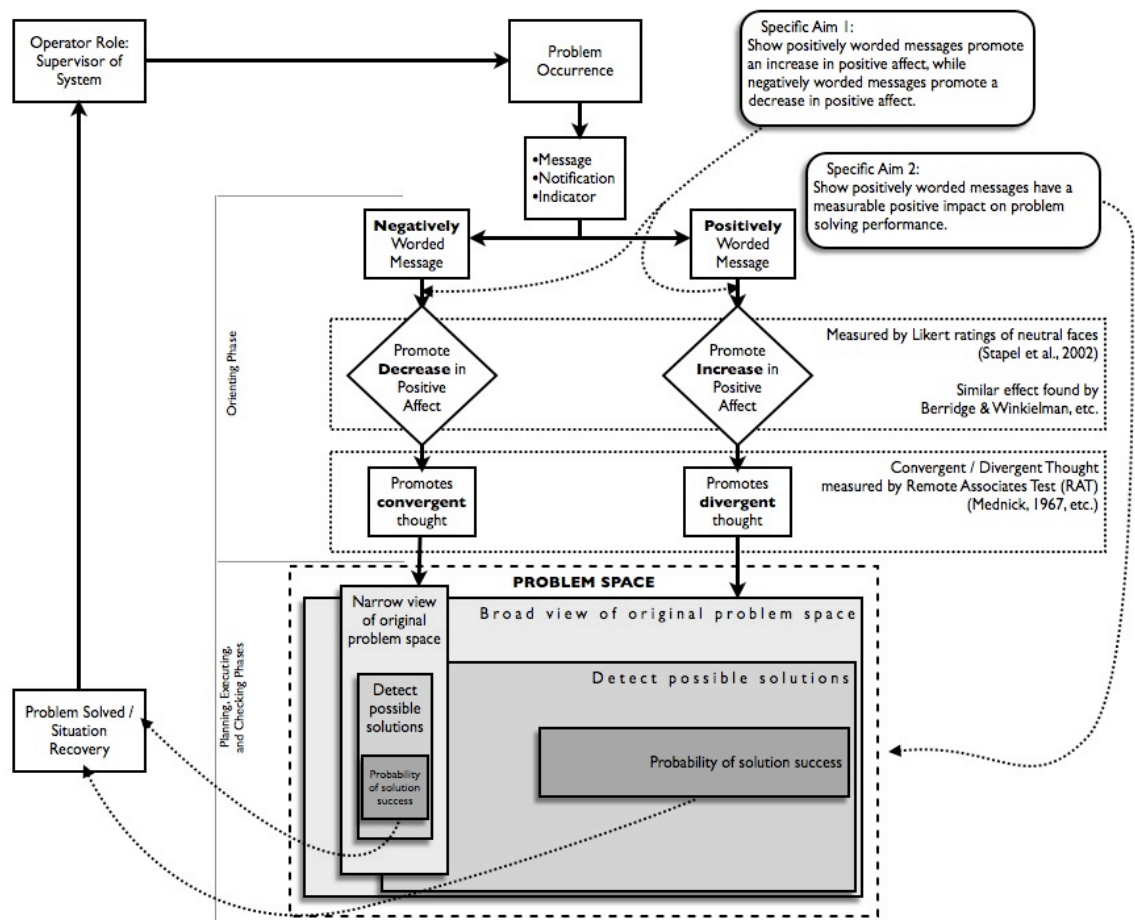 Operator Role:
Supervisor of
System
Problem
Occurrence
Specific Aim 1:
Show positively worded messages promote
an increase in positive affect, while
negatively worded messages promote a
decrease in positive affect.
•Message
•Notification
•Indicator
Specific Aim 2:
Show positively worded messages have a
measurable positive impact on problem
solving performance.
Negatively
Worded
Message
Positively
Worded
Message
Orienting Phase
Promote
Decrease in
Positive
Affect
Promote
Increase in
Positive
Affect
Measured by Likert ratings of neutral faces
(Stapel et al., 2002)
Similar effect found by
Berridge & Winkielman, etc.
Promotes
convergent
thought
Promotes
divergent
thought
Convergent / Divergent Thought
measured by Remote Associates Test (RAT)
(Mednick, 1967, etc.)
Planning, Executing,
and Checking Phases
PROBLEM SPACE
Narrow view
of original
problem space
Broad view of original problem space
Detect
possible
solutions
Detect possible solutions
Probability
of solution
success
Probability of solution success
Problem Solved /
Situation
Recovery